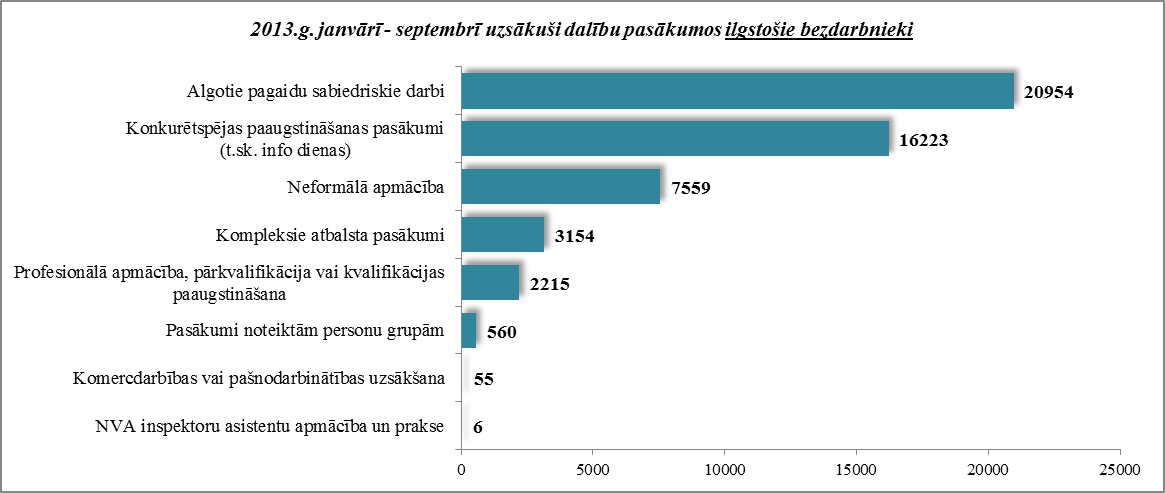 2013.g. janvārī - septembrī uzsākuši dalību pasākumos ilgstošie bezdarbnieki
Algotie pagaidu sabiedriskie darbi
20954
Konkurētspējas paaugstināšanas pasākumi
(t.sk. info dienas)
16223
Neformālā apmācība
7559
Kompleksie atbalsta pasākumi
3154
Profesionālā apmācība, pārkvalifikācija vai kvalifikācijas
paaugstināšana
2215
Pasākumi noteiktām personu grupām
560
Komercdarbības vai pašnodarbinātības uzsākšana
55
NVA inspektoru asistentu apmācība un prakse
6
0 5000 10000 15000 20000 25000